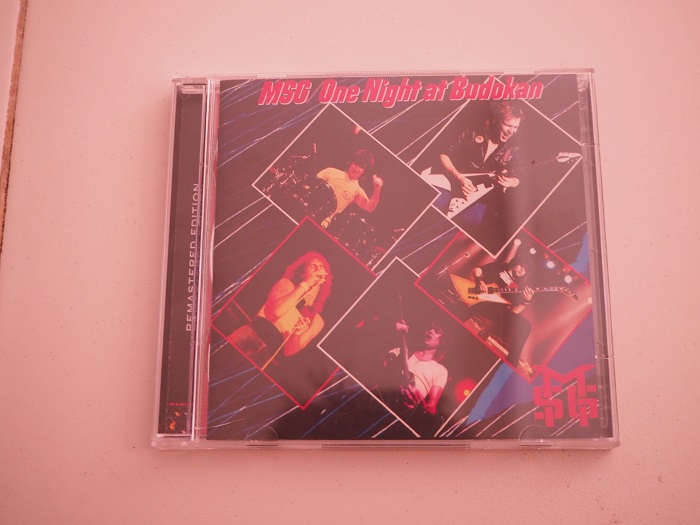 MSG One Night at Budokan
REMASTERED EDITION
MSG